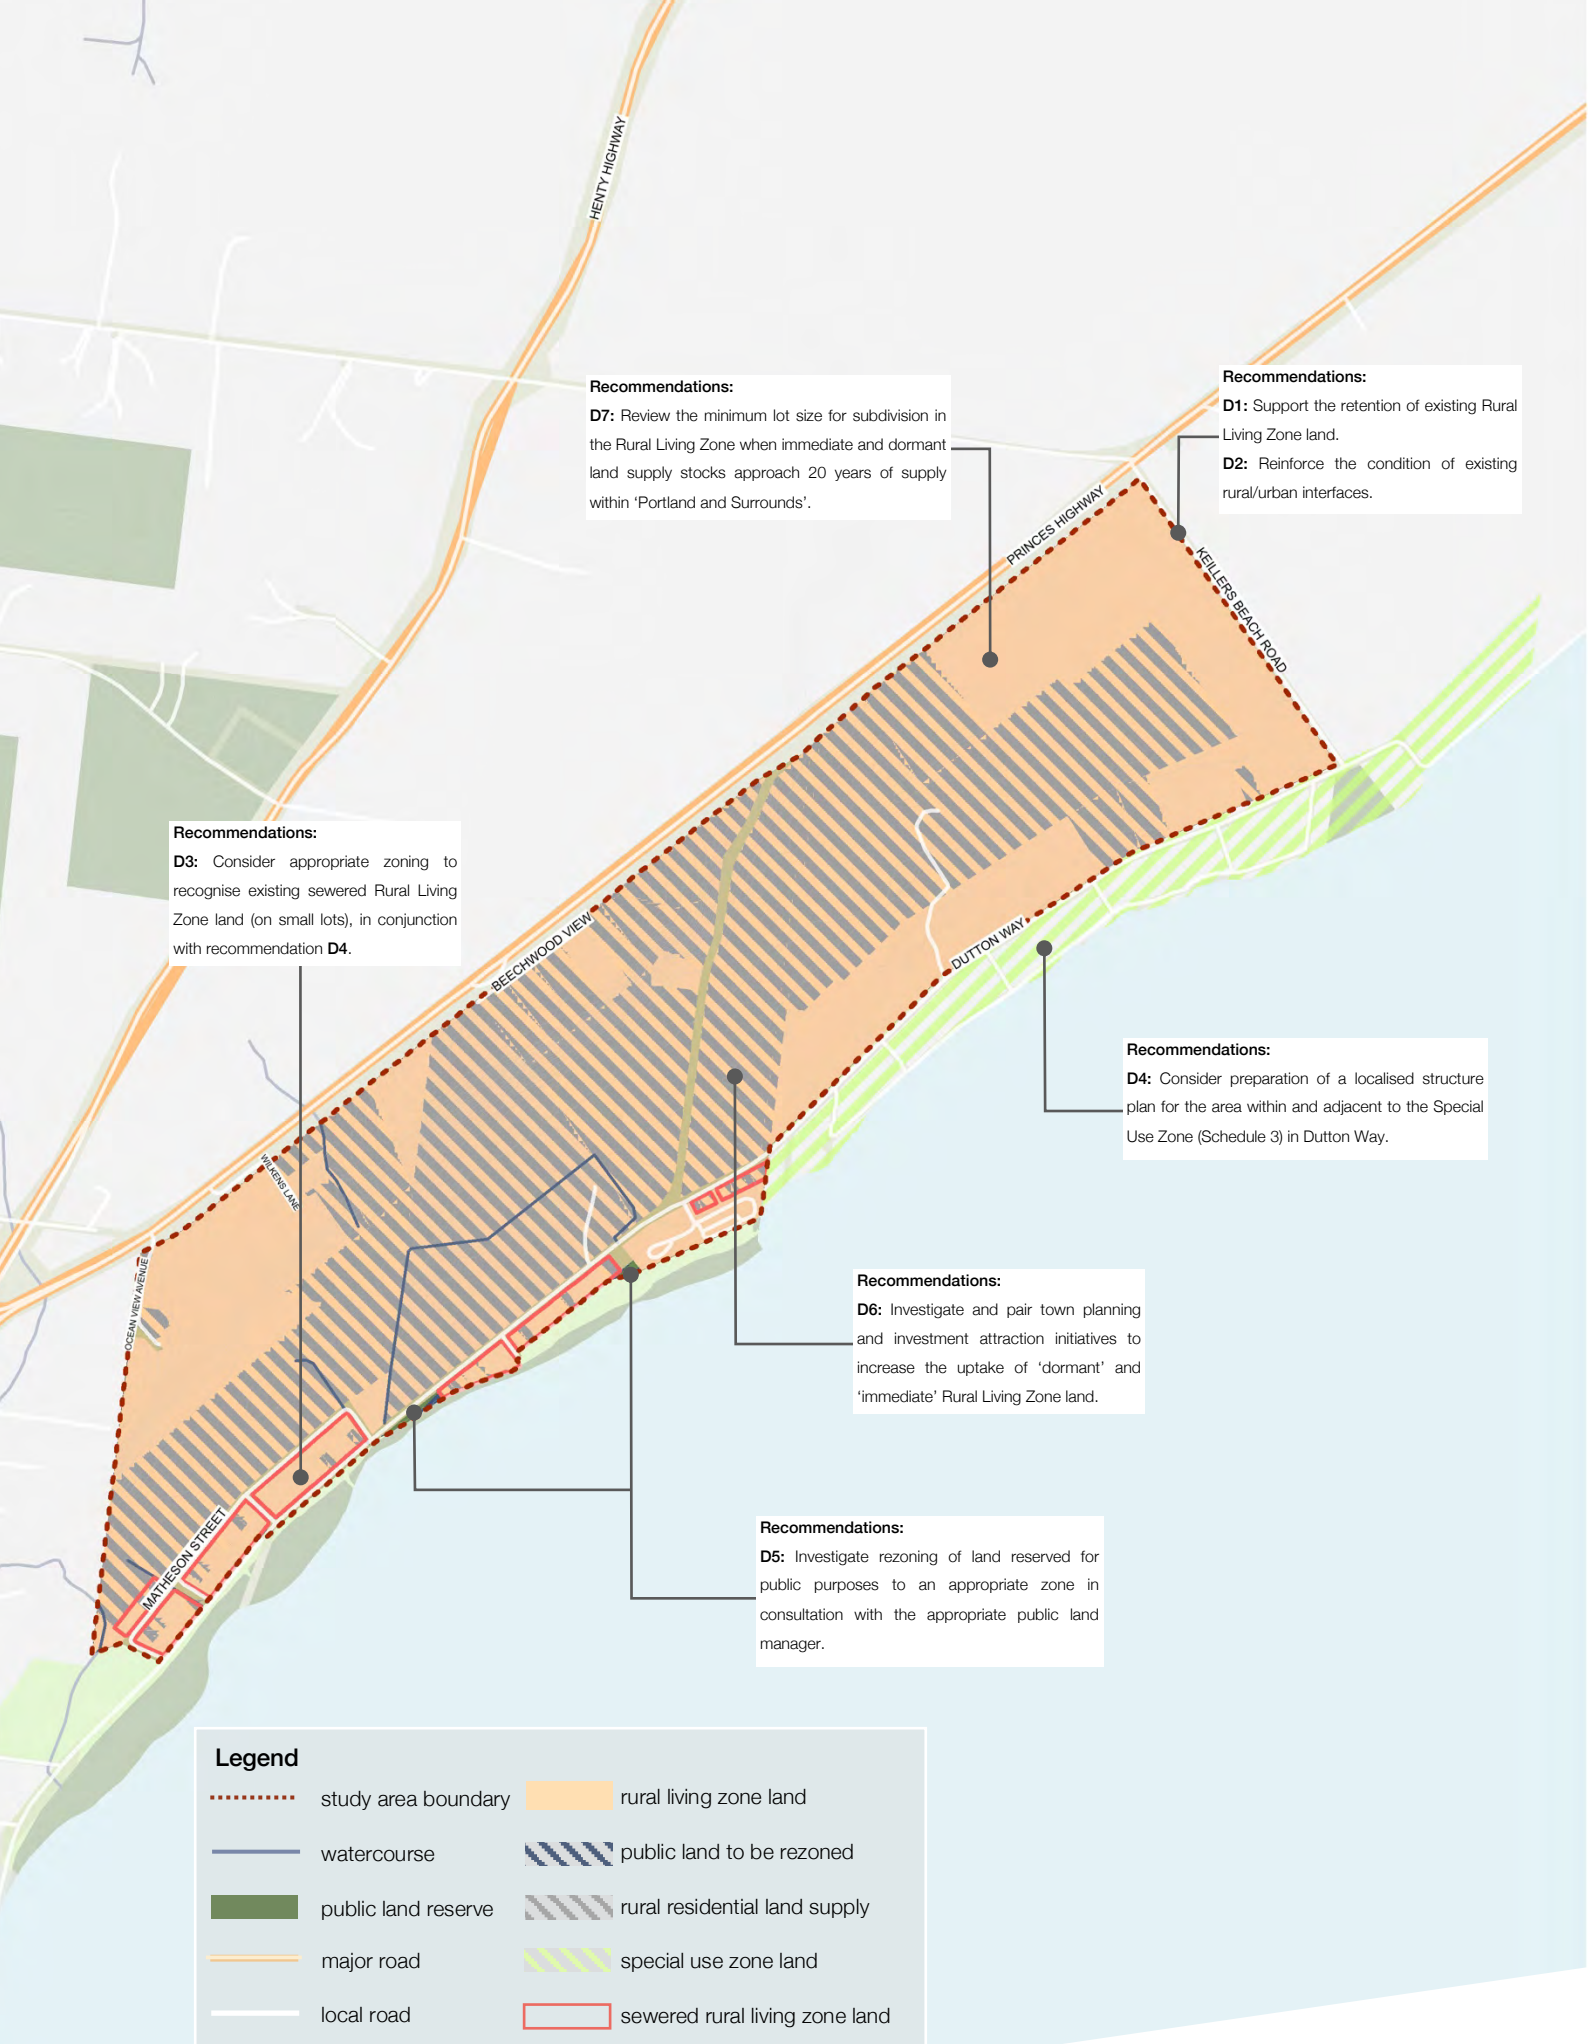 HENTY HIGHWAY
Recommendations:
D7: Review the minimum lot size for subdivision in
the Rural Living Zone when immediate and dormant
land supply stocks approach 20 years of supply
within ‘Portland and Surrounds’.
Recommendations:
D1: Support the retention of existing Rural
Living Zone land.
D2: Reinforce the condition of existing
rural/urban interfaces.
PRINCES HIGHWAY
KEILLERS BEACH ROAD
Recommendations:
D3: Consider appropriate zoning to
recognise existing sewered Rural Living
Zone land (on small lots), in conjunction
with recommendation D4.
BEECHWOOD VIEW
DUTTON WAY
Recommendations:
D4: Consider preparation of a localised structure
plan for the area within and adjacent to the Special
Use Zone (Schedule 3) in Dutton Way.
WILKENS LANE
OCEAN VIEW AVENUE
Recommendations:
D6: Investigate and pair town planning
and investment attraction initiatives to
increase the uptake of ‘dormant’ and
‘immediate’ Rural Living Zone land.
MATHESON STREET
Recommendations:
D5: Investigate rezoning of land reserved for
public purposes to an appropriate zone in
consultation with the appropriate public land
manager.
Legend
study area boundary
watercourse
public land reserve
major road
local road
rural living zone land
public land to be rezoned
rural residential land supply
special use zone land
sewered rural living zone land